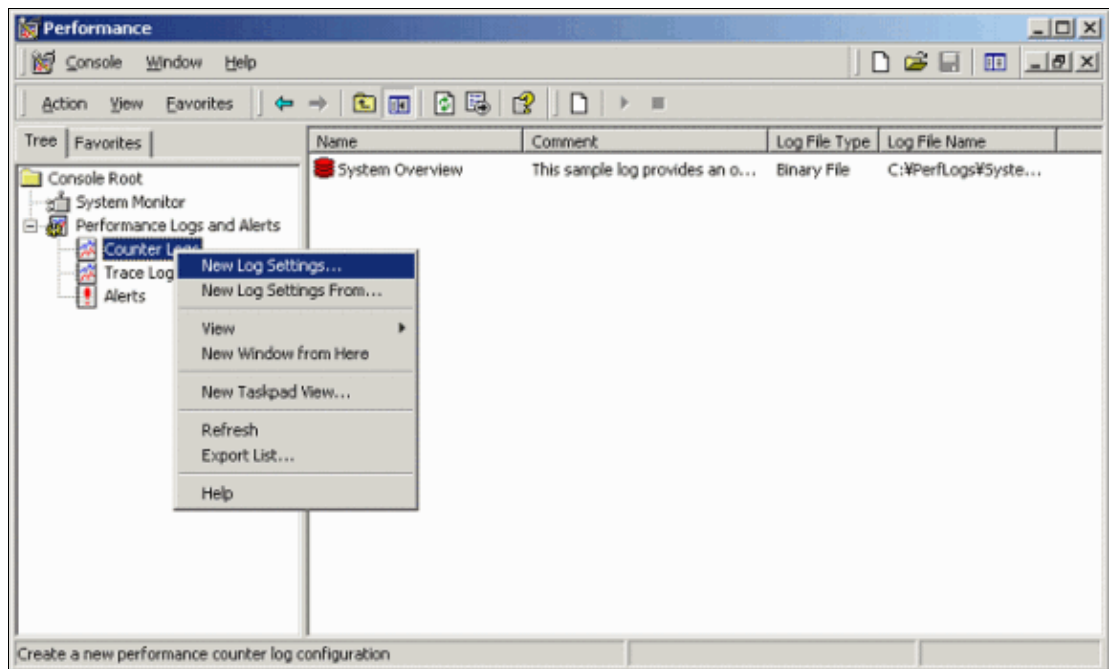 Performance
Console Window Help
Action View Favorites
Tree Favorites
Name Comment Log File Type Log File Name
Console Root
System Monitor
Performance Logs and Alerts
Counter Logs
Trace Log
Alerts
System Overview This sample log provides an o... Binary File C:¥PerfLogs¥Syste...
New Log Settings...
New Log Settings From...
View
New Window from Here
New Taskpad View...
Refresh
Export List...
Help
Create a new performance counter log configuration